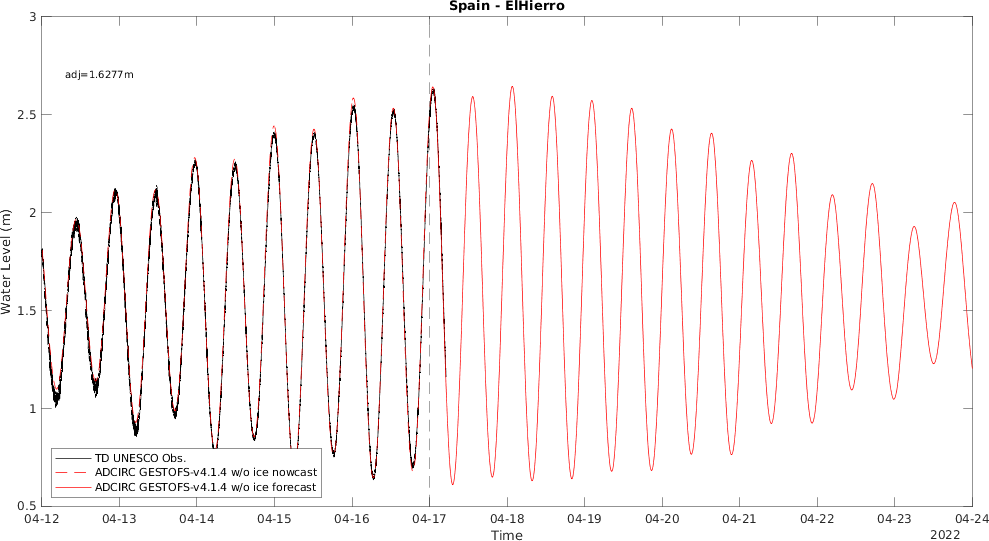 Spain - ElHierro
adj=1.6277m
Water Level (m)
3
2.5
2
1.5
1
0.5
TD UNESCO Obs.
ADCIRC GESTOFS-v4.1.4 w/o ice nowcast
ADCIRC GESTOFS-v4.1.4 w/o ice forecast
04-12 04-13 04-14 04-15 04-16 04-17 04-18 04-19 04-20 04-21 04-22 04-23 04-24
Time
2022